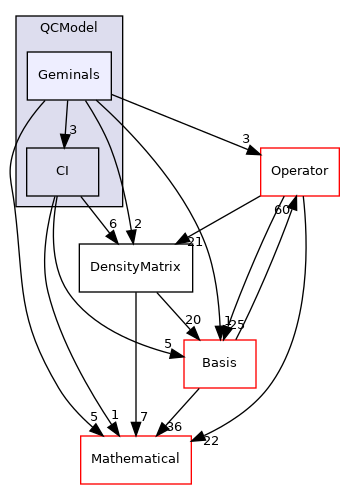 QCModel
Geminals
3
3
CI
Operator
6
2
60
21
DensityMatrix
20
1
25
5
Basis
5
1
7
36
22
Mathematical